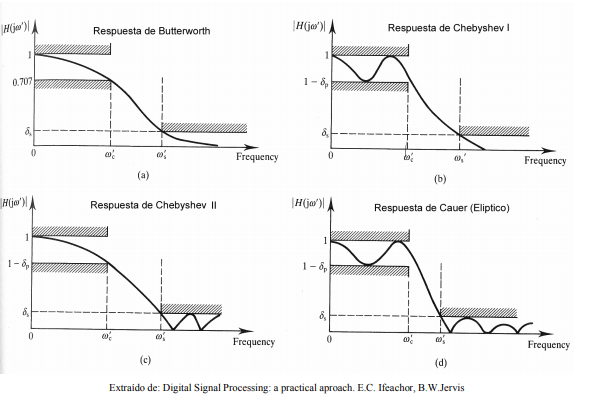 |H(jω')|
Respuesta de Butterworth
1
0.707
δs
0
ω'c
ω's
Frequency
(a)
|H(jω')|
Respuesta de Chebyshev I
1
1 − δp
δs
0
ω'c
ωs'
Frequency
(b)
|H(jω')|
Respuesta de Chebyshev II
1
1 − δp
δs
0
ω'c
ω's
Frequency
(c)
|H(jω')|
Respuesta de Cauer (Eliptico)
1
1 − δp
δs
0
ω'c
ω's
Frequency
(d)
Extraído de: Digital Signal Processing: a practical aproach. E.C. Ifeachor, B.W.Jervis